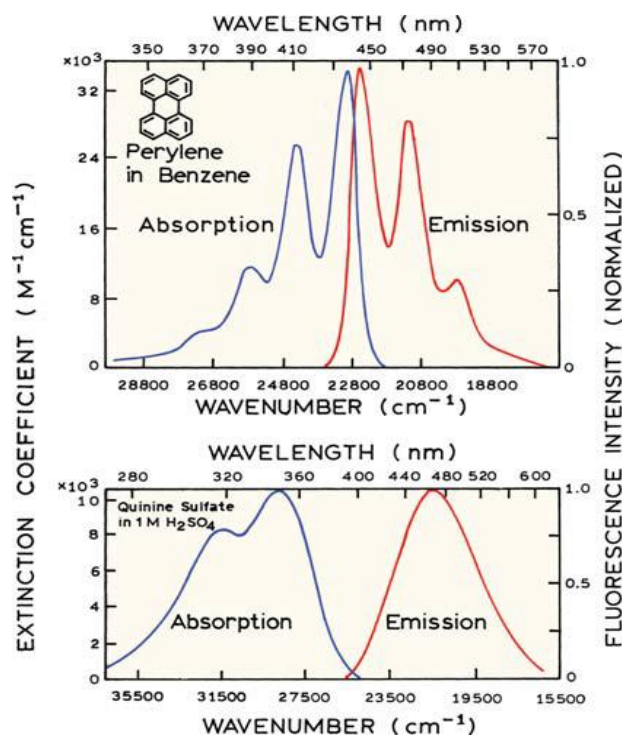 WAVELENGTH (nm)
350 370 390 410 450 470 490 510 530 550 570
×10³
32
24
16
8
0
1.0
0.5
0
Perylene
in Benzene
Absorption
Emission
28800 26800 24800 22800 20800 18800
WAVENUMBER (cm⁻¹)
EXTINCTION COEFFICIENT (M⁻¹cm⁻¹)
FLUORESCENCE INTENSITY (NORMALIZED)
WAVELENGTH (nm)
280 320 350 400 440 480 520 600
×10³
10
8
6
4
2
0
1.0
0.5
0
Quinine Sulfate
in 1 M H₂SO₄
Absorption
Emission
35500 31500 27500 23500 19500 15500
WAVENUMBER (cm⁻¹)